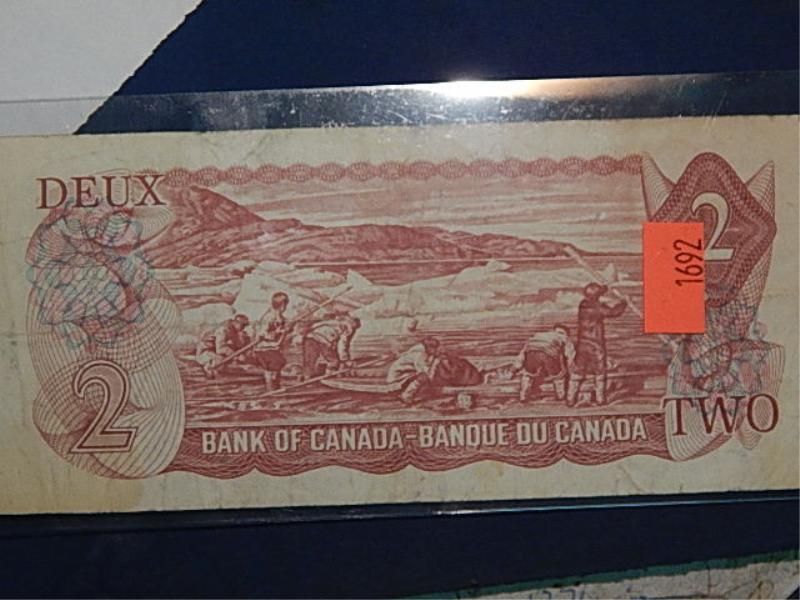 DEUX
2
1692
2
TWO
BANK OF CANADA-BANQUE DU CANADA